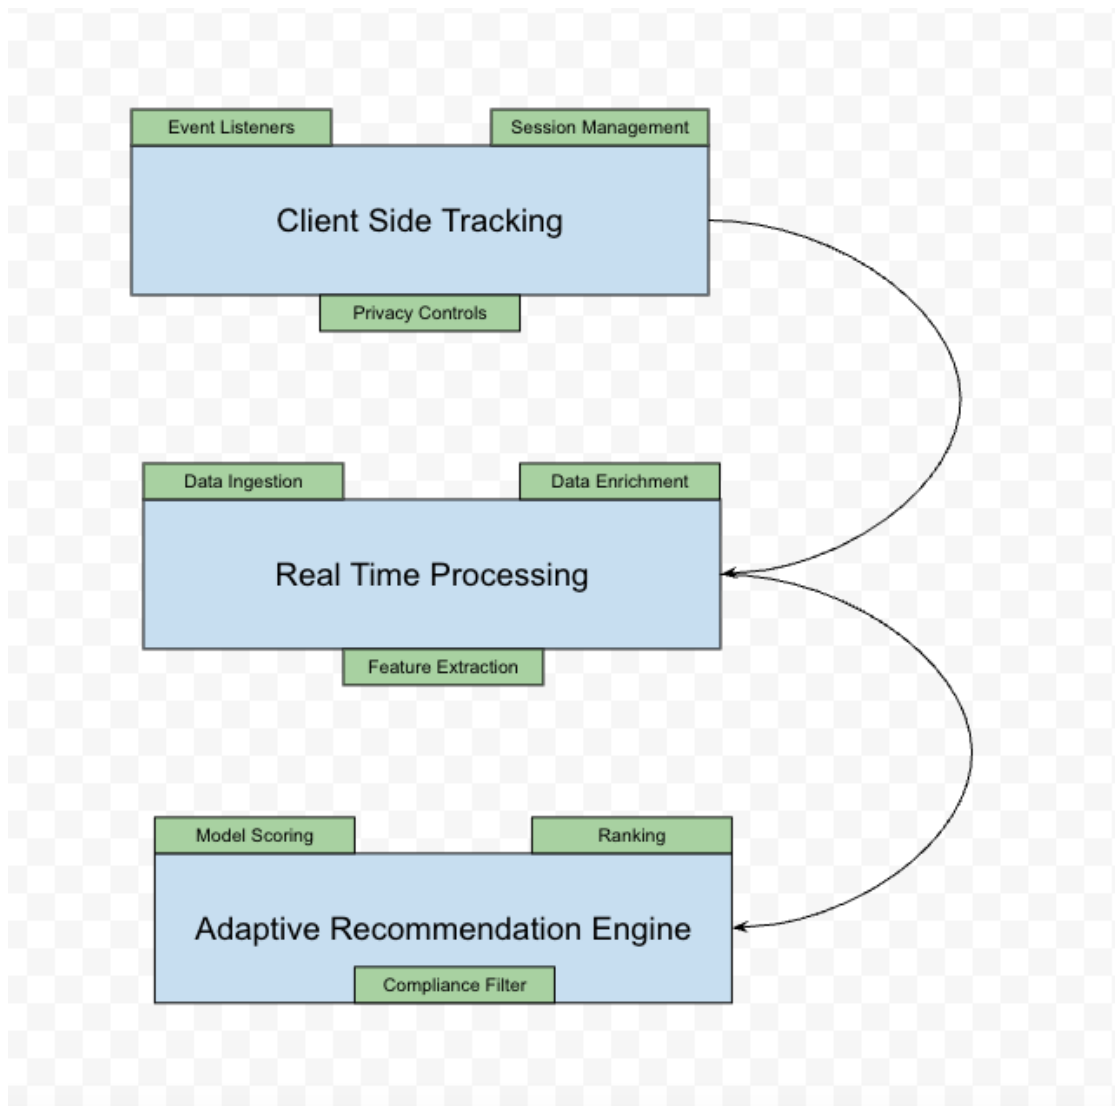 Event Listeners
Session Management
Client Side Tracking
Privacy Controls
Data Ingestion
Data Enrichment
Real Time Processing
Feature Extraction
Model Scoring
Ranking
Adaptive Recommendation Engine
Compliance Filter